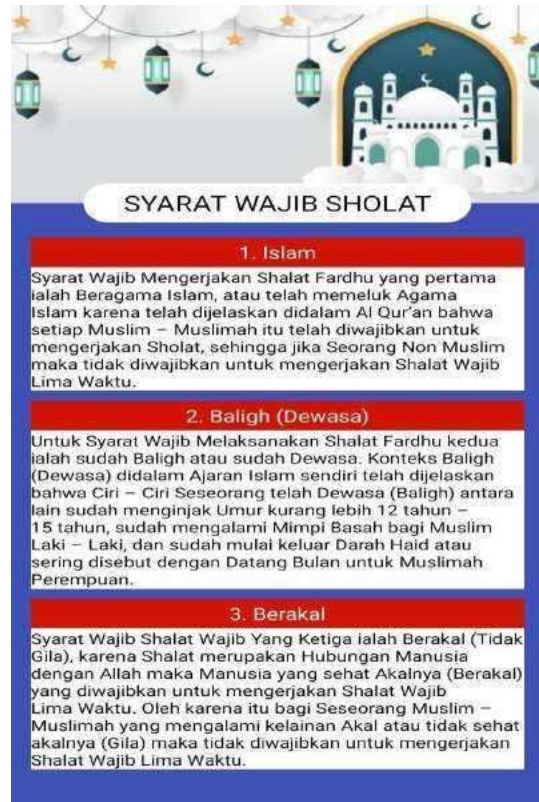 SYARAT WAJIB SHOLAT
1. Islam
Syarat Wajib Mengerjakan Shalat Fardhu yang pertama
ialah Beragama Islam, atau telah memeluk Agama
Islam karena telah dijelaskan didalam Al Qur'an bahwa
setiap Muslim – Muslimah itu telah diwajibkan untuk
mengerjakan Sholat, sehingga jika Seorang Non Muslim
maka tidak diwajibkan untuk mengerjakan Shalat Wajib
Lima Waktu.
2. Baligh (Dewasa)
Untuk Syarat Wajib Melaksanakan Shalat Fardhu kedua
ialah sudah Baligh atau sudah Dewasa. Konteks Baligh
(Dewasa) didalam Ajaran Islam sendiri telah dijelaskan
bahwa Ciri – Ciri Seseorang telah Dewasa (Baligh) antara
lain sudah menginjak Umur kurang lebih 12 tahun –
15 tahun, sudah mengalami Mimpi Basah bagi Muslim
Laki – Laki, dan sudah mulai keluar Darah Haid atau
sering disebut dengan Datang Bulan untuk Muslimah
Perempuan.
3. Berakal
Syarat Wajib Shalat Wajib Yang Ketiga ialah Berakal (Tidak
Gila), karena Shalat merupakan Hubungan Manusia
dengan Allah maka Manusia yang sehat Akalnya (Berakal)
yang diwajibkan untuk mengerjakan Shalat Wajib
Lima Waktu. Oleh karena itu bagi Seseorang Muslim –
Muslimah yang mengalami kelainan Akal atau tidak sehat
akalnya (Gila) maka tidak diwajibkan untuk mengerjakan
Shalat Wajib Lima Waktu.